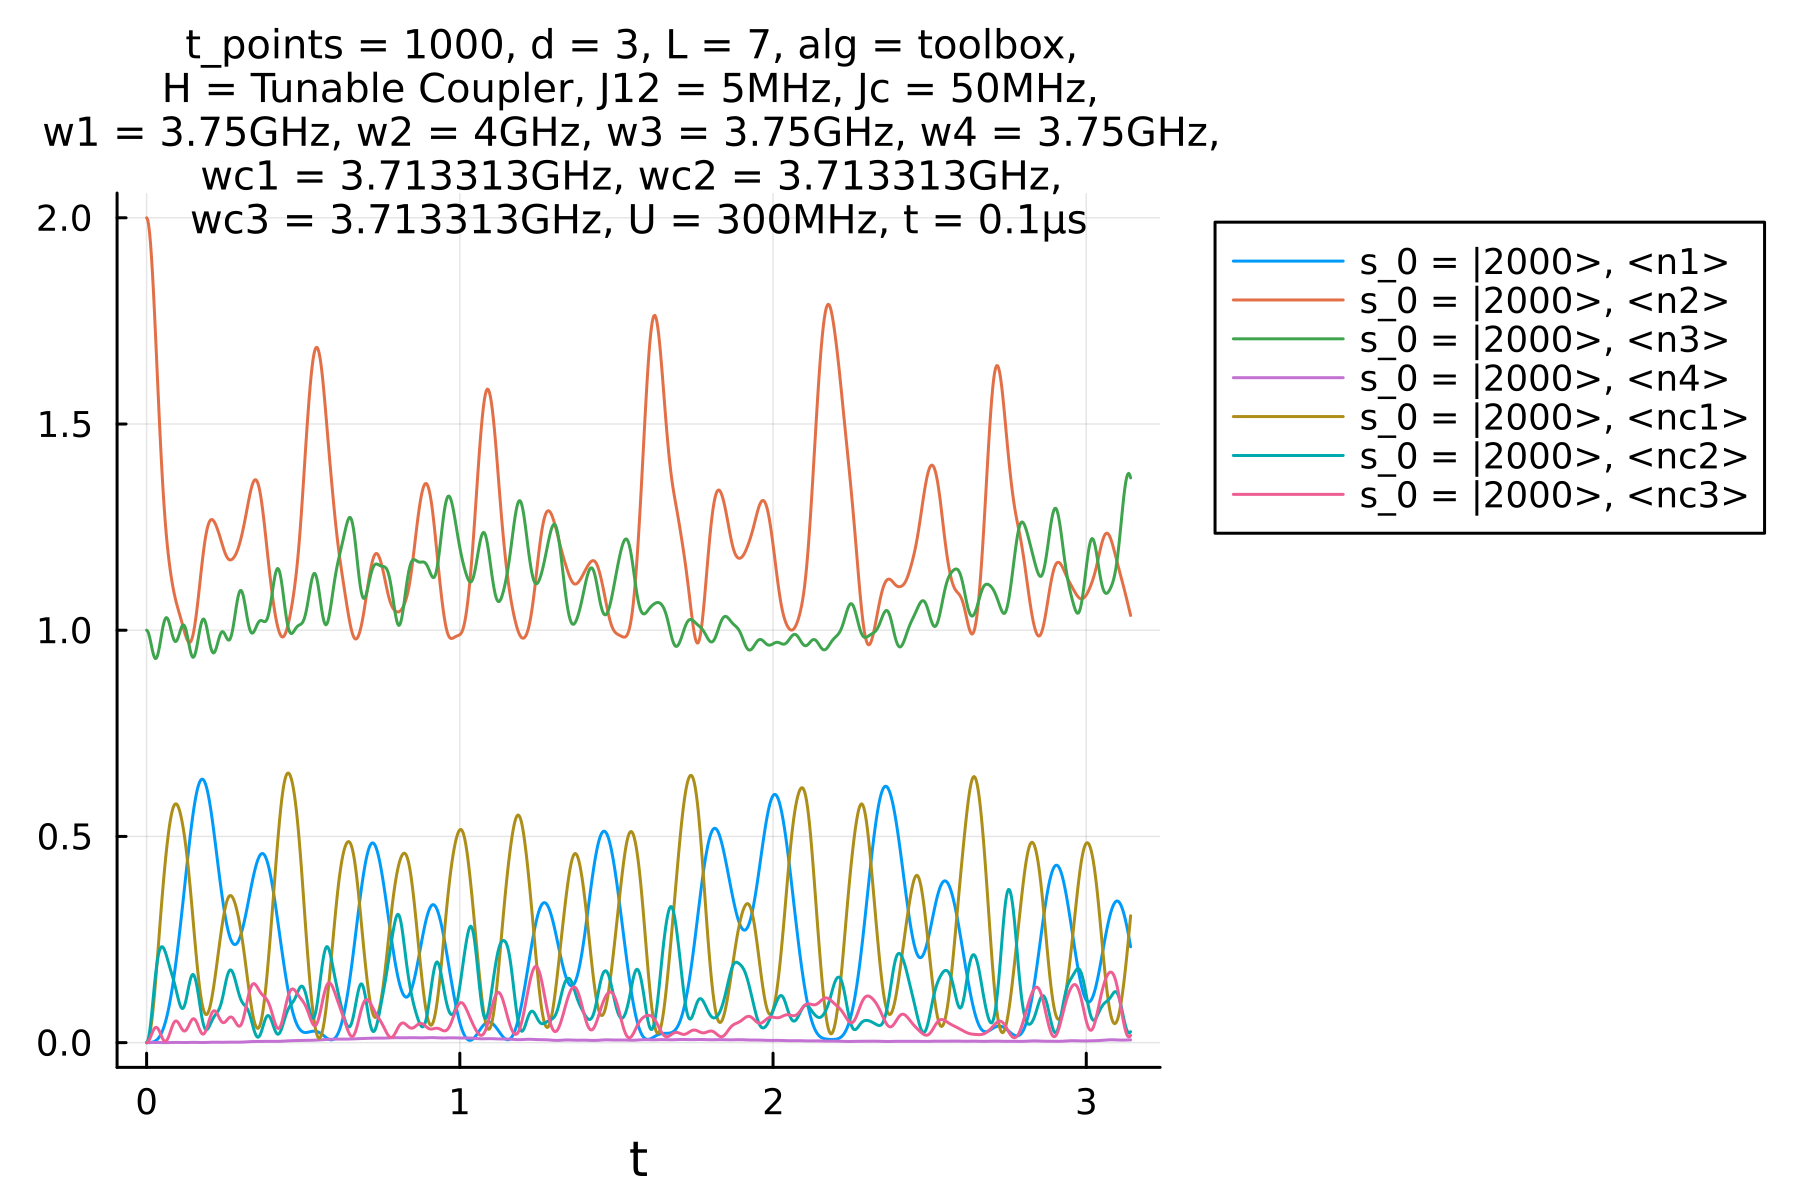 t_points = 1000, d = 3, L = 7, alg = toolbox,
H = Tunable Coupler, J12 = 5MHz, Jc = 50MHz,
w1 = 3.75GHz, w2 = 4GHz, w3 = 3.75GHz, w4 = 3.75GHz,
wc1 = 3.713313GHz, wc2 = 3.713313GHz,
wc3 = 3.713313GHz, U = 300MHz, t = 0.1μs
2.0
1.5
1.0
0.5
0.0
0 1 2 3
t
s_0 = |2000>, <n1>
s_0 = |2000>, <n2>
s_0 = |2000>, <n3>
s_0 = |2000>, <n4>
s_0 = |2000>, <nc1>
s_0 = |2000>, <nc2>
s_0 = |2000>, <nc3>